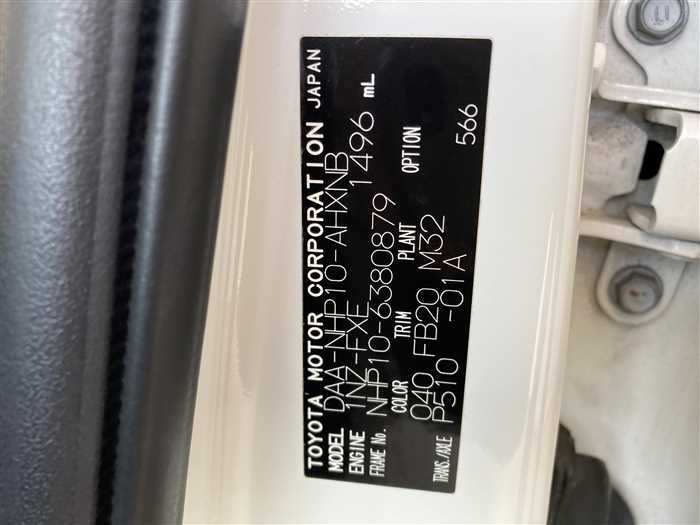 TOYOTA MOTOR CORPORATION JAPAN
MODEL DAA-NHP10-AHXNB
ENGINE 1NZ-FXE 1496 mL
FRAME No. NHP10-6380879
COLOR TRIM PLANT OPTION
040 FB20 M32
TRANS./AXLE P510 -01A 566